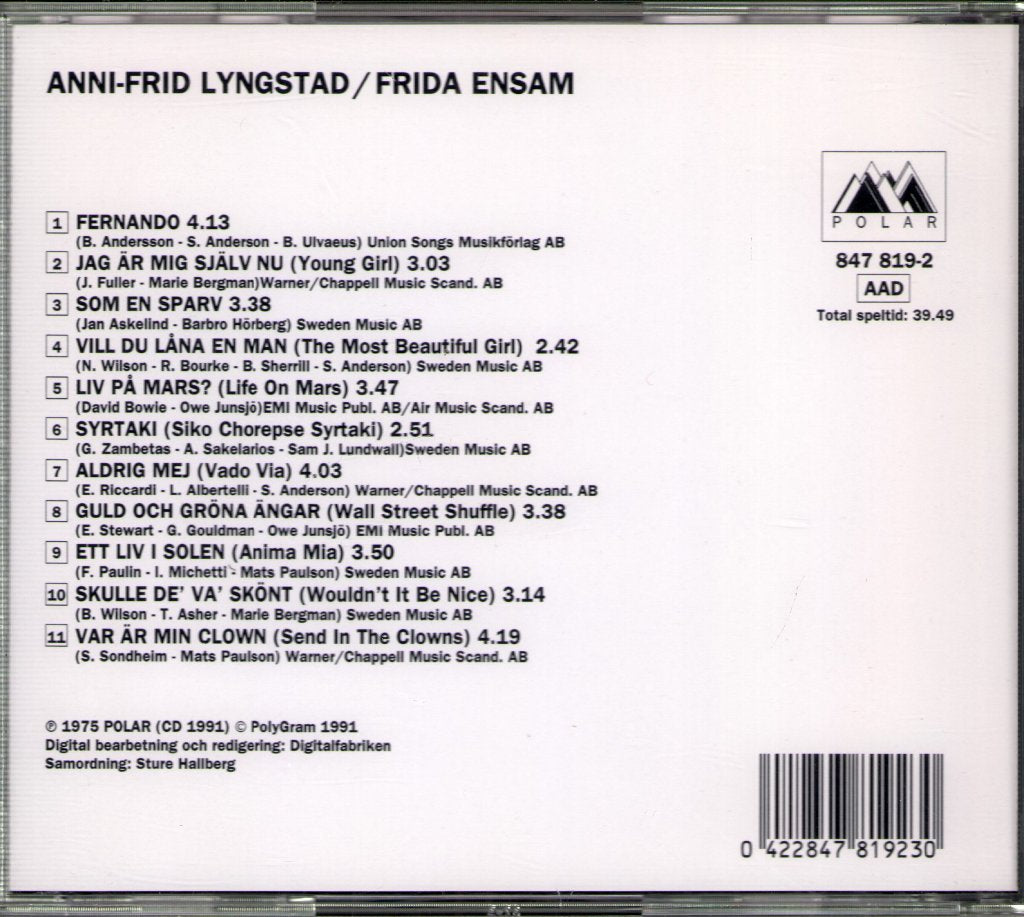 ANNI-FRID LYNGSTAD / FRIDA ENSAM
1 FERNANDO 4.13
(B. Andersson - S. Anderson - B. Ulvaeus) Union Songs Musikförlag AB
2 JAG ÄR MIG SJÄLV NU (Young Girl) 3.03
(J. Fuller - Marie Bergman)Warner/Chappell Music Scand. AB
3 SOM EN SPARV 3.38
(Jan Askelind - Barbro Hörberg) Sweden Music AB
4 VILL DU LÅNA EN MAN (The Most Beautiful Girl) 2.42
(N. Wilson - R. Bourke - B. Sherrill - S. Anderson) Sweden Music AB
5 LIV PÅ MARS? (Life On Mars) 3.47
(David Bowie - Owe Junsjö)EMI Music Publ. AB/Air Music Scand. AB
6 SYRTAKI (Siko Chorepse Syrtaki) 2.51
(G. Zambetas - A. Sakelarios - Sam J. Lundwall)Sweden Music AB
7 ALDRIG MEJ (Vado Via) 4.03
(E. Riccardi - L. Albertelli - S. Anderson) Warner/Chappell Music Scand. AB
8 GULD OCH GRÖNA ÄNGAR (Wall Street Shuffle) 3.38
(E. Stewart - G. Gouldman - Owe Junsjö) EMI Music Publ. AB
9 ETT LIV I SOLEN (Anima Mia) 3.50
(F. Paulin - I. Michetti - Mats Paulson) Sweden Music AB
10 SKULLE DE' VA' SKÖNT (Wouldn't It Be Nice) 3.14
(B. Wilson - T. Asher - Marie Bergman) Sweden Music AB
11 VAR ÄR MIN CLOWN (Send In The Clowns) 4.19
(S. Sondheim - Mats Paulson) Warner/Chappell Music Scand. AB
POLAR
847 819-2
AAD
Total speltid: 39.49
℗ 1975 POLAR (CD 1991) © PolyGram 1991
Digital bearbetning och redigering: Digitalfabriken
Samordning: Sture Hallberg
0 422847 819230